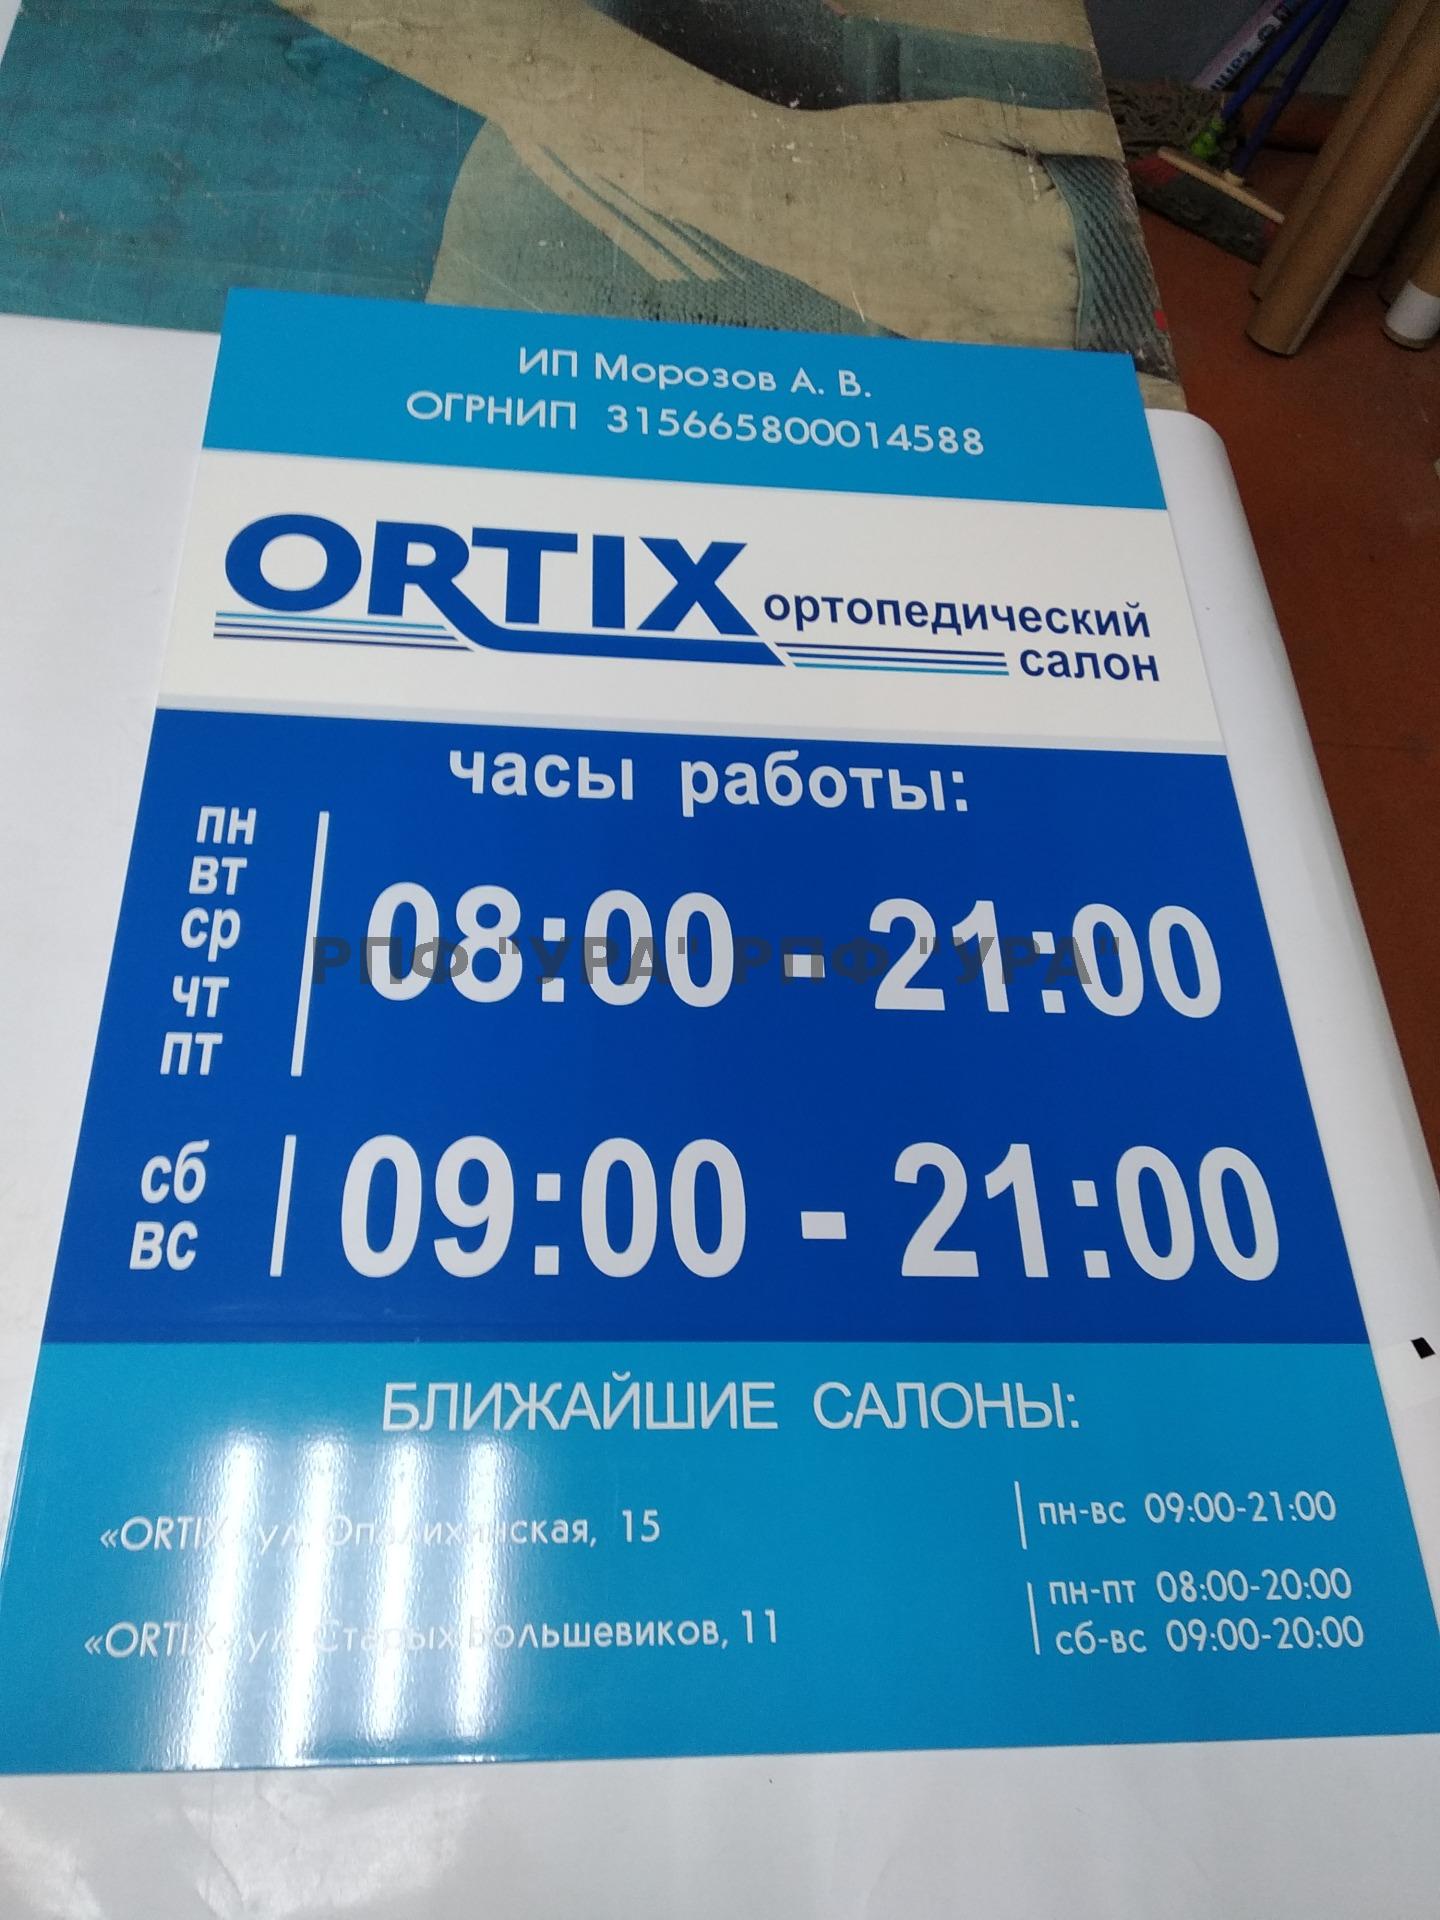 ИП Морозов А. В.
ОГРНИП 315665800014588
ORTIX ортопедический
салон
часы работы:
пн
вт
ср
чт
пт
08:00 - 21:00
РПФ "УРА" РПФ "УРА"
сб
вс
09:00 - 21:00
БЛИЖАЙШИЕ САЛОНЫ:
«ORTIX» ул. Опалихинская, 15
пн-вс 09:00-21:00
«ORTIX» ул. Старых Большевиков, 11
пн-пт 08:00-20:00
сб-вс 09:00-20:00